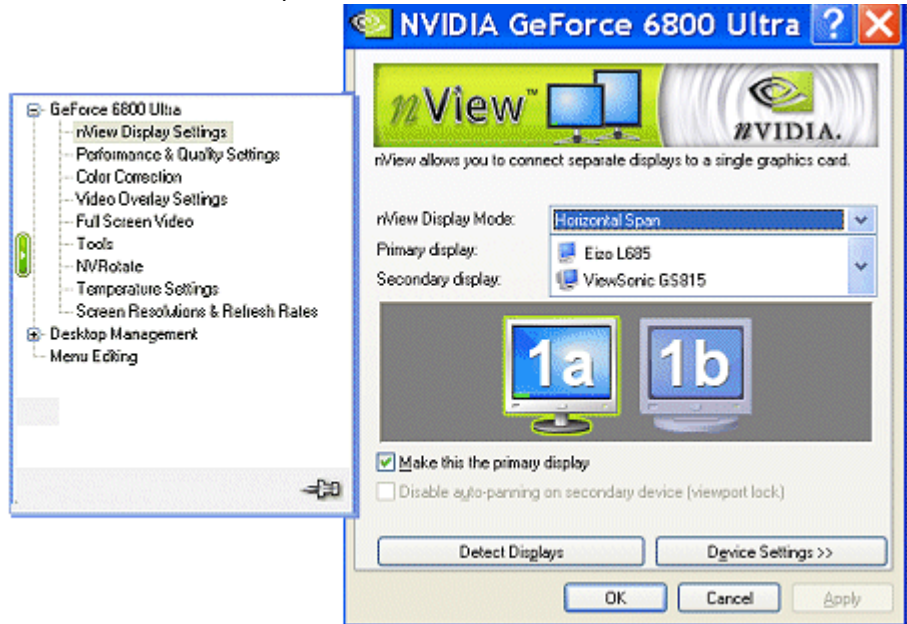 NVIDIA GeForce 6800 Ultra
GeForce 6800 Ultra
nView Display Settings
Performance & Quality Settings
Color Correction
Video Overlay Settings
Full Screen Video
Tools
NVRotate
Temperature Settings
Screen Resolutions & Refresh Rates
Desktop Management
Menu Editing
nView™
nVIDIA.
nView allows you to connect separate displays to a single graphics card.
nView Display Mode: Horizontal Span
Primary display: Eizo L685
Secondary display: ViewSonic GS815
1a 1b
Make this the primary display
Disable auto-panning on secondary device (viewport lock)
Detect Displays Device Settings >>
OK Cancel Apply